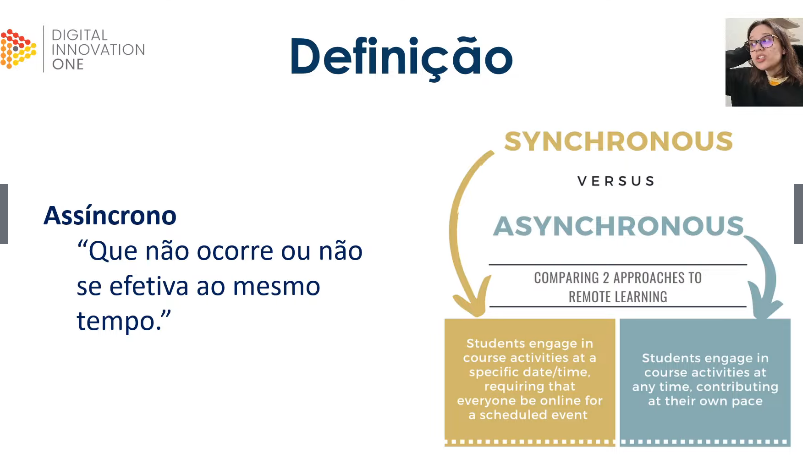 DIGITAL
INNOVATION
ONE
Definição
Assíncrono
“Que não ocorre ou não
se efetiva ao mesmo
tempo.”
SYNCHRONOUS
VERSUS
ASYNCHRONOUS
COMPARING 2 APPROACHES TO
REMOTE LEARNING
Students engage in
course activities at a
specific date/time,
requiring that
everyone be online for
a scheduled event
Students engage in
course activities at
any time, contributing
at their own pace